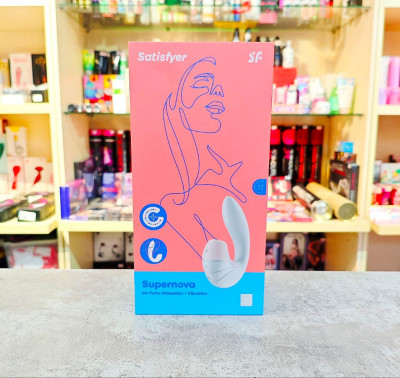 Satisfyer
SF
Supernova
Air Pulse Stimulator + Vibration